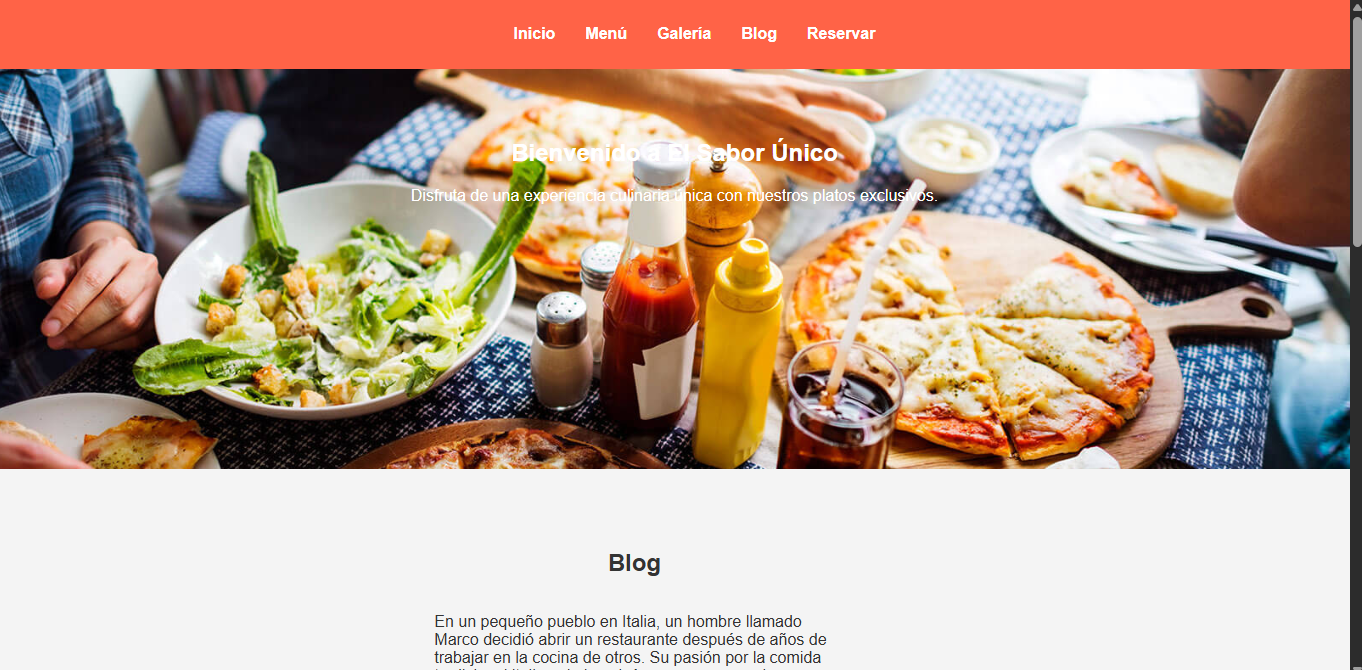 Inicio Menú Galería Blog Reservar
Bienvenido a El Sabor Único
Disfruta de una experiencia culinaria única con nuestros platos exclusivos.
Blog
En un pequeño pueblo en Italia, un hombre llamado
Marco decidió abrir un restaurante después de años de
trabajar en la cocina de otros. Su pasión por la comida